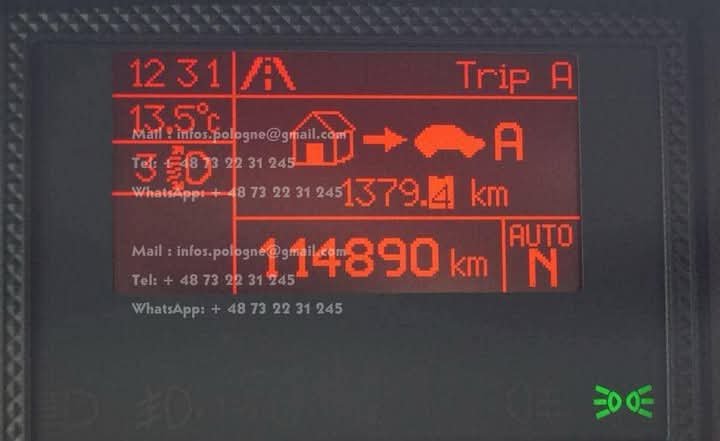 12 31
Trip A
13.5°c
A
3
1379.4 km
114890 km
AUTO
N
Mail : infos.pologne@gmail.com
Tel: + 48 73 22 31 245
WhatsApp: + 48 73 22 31 245
Mail : infos.pologne@gmail.com
Tel: + 48 73 22 31 245
WhatsApp: + 48 73 22 31 245